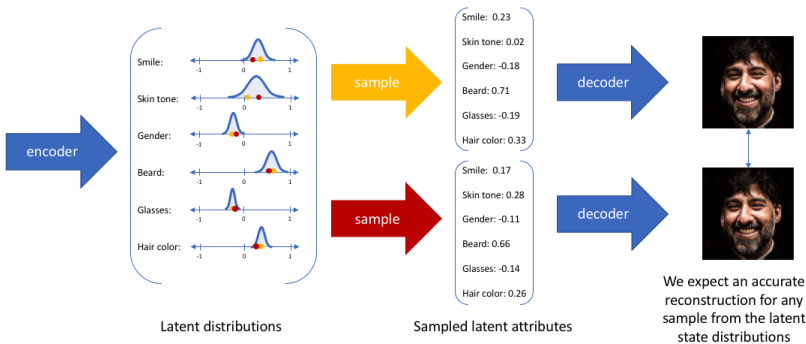 encoder
Smile:
-1 0 1
Skin tone:
-1 0 1
Gender:
-1 0 1
Beard:
-1 0 1
Glasses:
-1 0 1
Hair color:
-1 0 1
Latent distributions
sample
sample
Smile: 0.23
Skin tone: 0.02
Gender: -0.18
Beard: 0.71
Glasses: -0.19
Hair color: 0.33
Smile: 0.17
Skin tone: 0.28
Gender: -0.11
Beard: 0.66
Glasses: -0.14
Hair color: 0.26
Sampled latent attributes
decoder
decoder
We expect an accurate
reconstruction for any
sample from the latent
state distributions